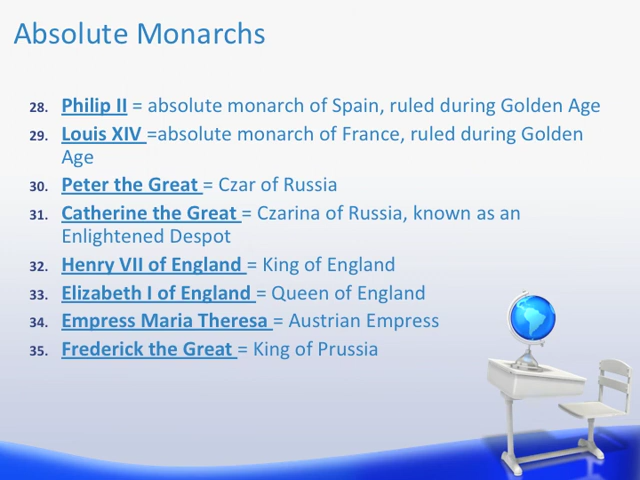 Absolute Monarchs
28. Philip II = absolute monarch of Spain, ruled during Golden Age
29. Louis XIV =absolute monarch of France, ruled during Golden
Age
30. Peter the Great = Czar of Russia
31. Catherine the Great = Czarina of Russia, known as an
Enlightened Despot
32. Henry VII of England = King of England
33. Elizabeth I of England = Queen of England
34. Empress Maria Theresa = Austrian Empress
35. Frederick the Great = King of Prussia